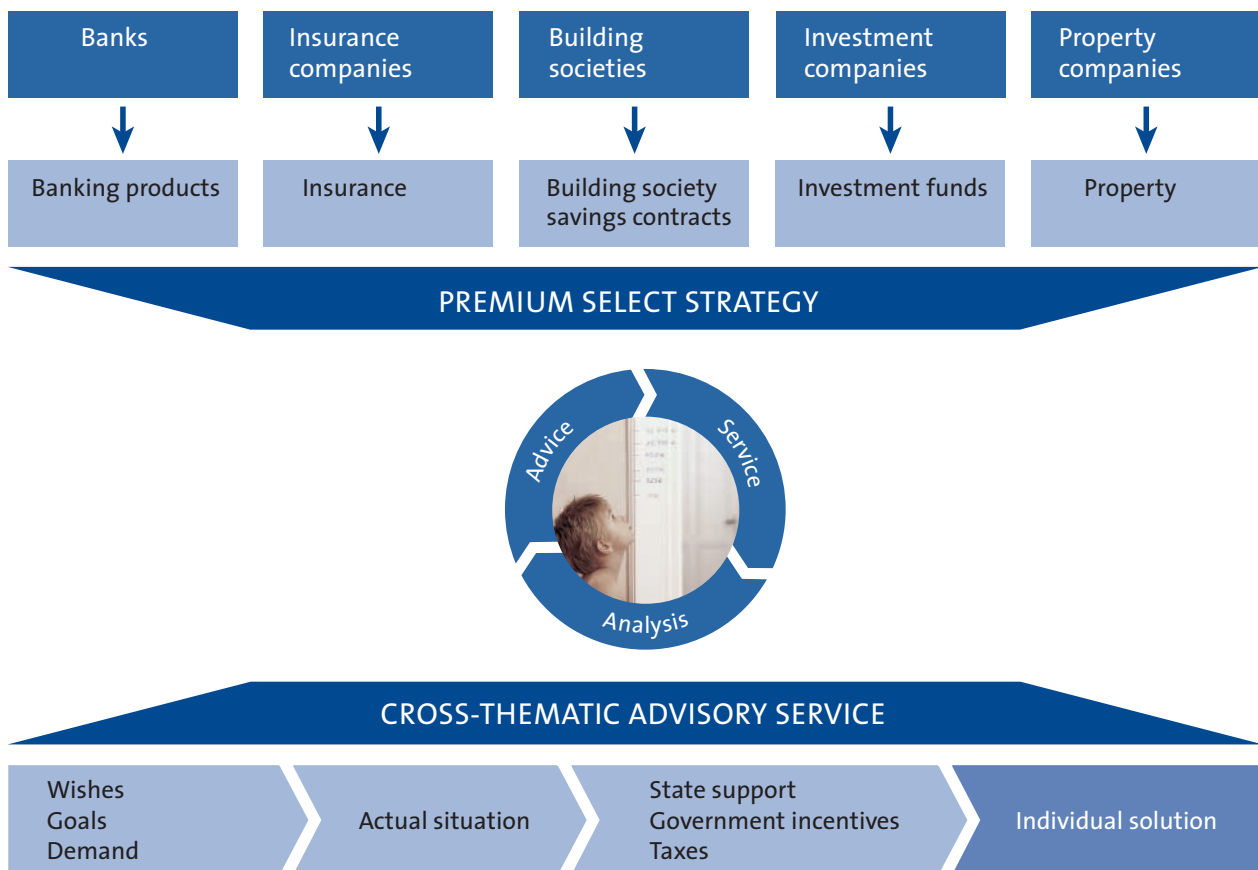 Banks
Insurance
companies
Building
societies
Investment
companies
Property
companies
Banking products
Insurance
Building society
savings contracts
Investment funds
Property
PREMIUM SELECT STRATEGY
Advice
Service
Analysis
CROSS-THEMATIC ADVISORY SERVICE
Wishes
Goals
Demand
Actual situation
State support
Government incentives
Taxes
Individual solution